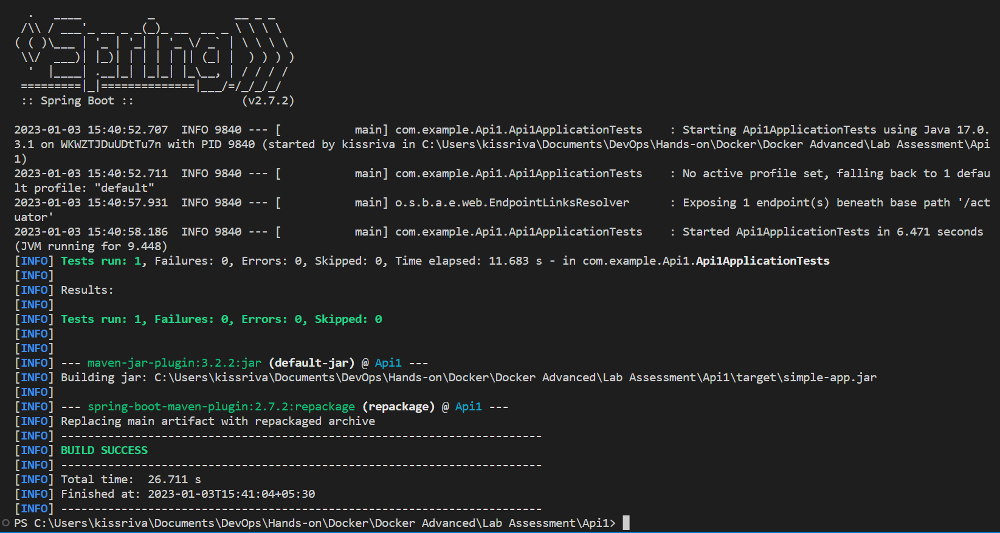 .   ____          _            __ _ _
 /\\ / ___'_ __ _ _(_)_ __  __ _ \ \ \ \
( ( )\___ | '_ | '_| | '_ \/ _` | \ \ \ \
 \\/  ___)| |_)| | | | | || (_| |  ) ) ) )
  '  |____| .__|_| |_|_| |_\__, | / / / /
 =========|_|==============|___/=/_/_/_/
 :: Spring Boot ::                (v2.7.2)
2023-01-03 15:40:52.707  INFO 9840 --- [           main] com.example.Api1.Api1ApplicationTests    : Starting Api1ApplicationTests using Java 17.0.
3.1 on WKWZTJDuUDtTu7n with PID 9840 (started by kissriva in C:\Users\kissriva\Documents\DevOps\Hands-on\Docker\Docker Advanced\Lab Assessment\Api
1)
2023-01-03 15:40:52.711  INFO 9840 --- [           main] com.example.Api1.Api1ApplicationTests    : No active profile set, falling back to 1 defau
lt profile: "default"
2023-01-03 15:40:57.931  INFO 9840 --- [           main] o.s.b.a.e.web.EndpointLinksResolver      : Exposing 1 endpoint(s) beneath base path '/act
uator'
2023-01-03 15:40:58.186  INFO 9840 --- [           main] com.example.Api1.Api1ApplicationTests    : Started Api1ApplicationTests in 6.471 seconds
(JVM running for 9.448)
[INFO] Tests run: 1, Failures: 0, Errors: 0, Skipped: 0, Time elapsed: 11.683 s - in com.example.Api1.Api1ApplicationTests
[INFO]
[INFO] Results:
[INFO]
[INFO] Tests run: 1, Failures: 0, Errors: 0, Skipped: 0
[INFO]
[INFO]
[INFO] --- maven-jar-plugin:3.2.2:jar (default-jar) @ Api1 ---
[INFO] Building jar: C:\Users\kissriva\Documents\DevOps\Hands-on\Docker\Docker Advanced\Lab Assessment\Api1\target\simple-app.jar
[INFO]
[INFO] --- spring-boot-maven-plugin:2.7.2:repackage (repackage) @ Api1 ---
[INFO] Replacing main artifact with repackaged archive
[INFO] ------------------------------------------------------------------------
[INFO] BUILD SUCCESS
[INFO] ------------------------------------------------------------------------
[INFO] Total time:  26.711 s
[INFO] Finished at: 2023-01-03T15:41:04+05:30
[INFO] ------------------------------------------------------------------------
PS C:\Users\kissriva\Documents\DevOps\Hands-on\Docker\Docker Advanced\Lab Assessment\Api1>